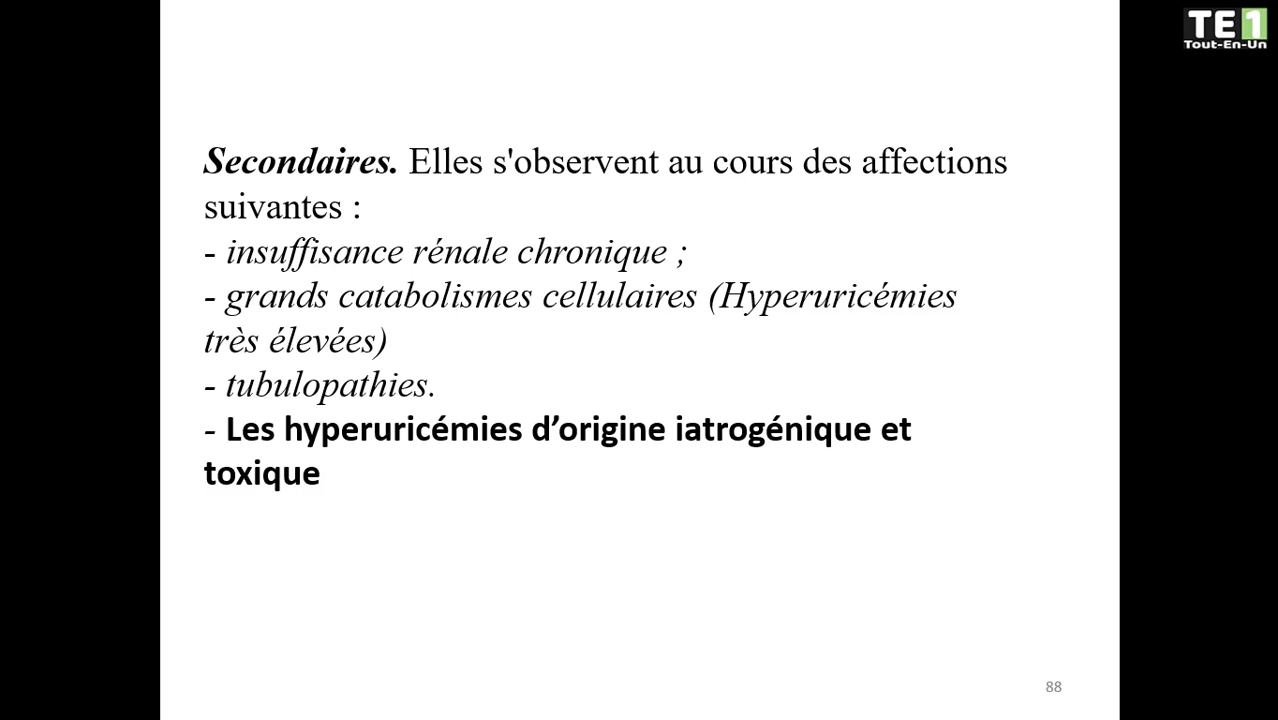 TE1
Tout-En-Un
Secondaires. Elles s'observent au cours des affections
suivantes :
- insuffisance rénale chronique ;
- grands catabolismes cellulaires (Hyperuricémies
très élevées)
- tubulopathies.
- Les hyperuricémies d’origine iatrogénique et
toxique
88